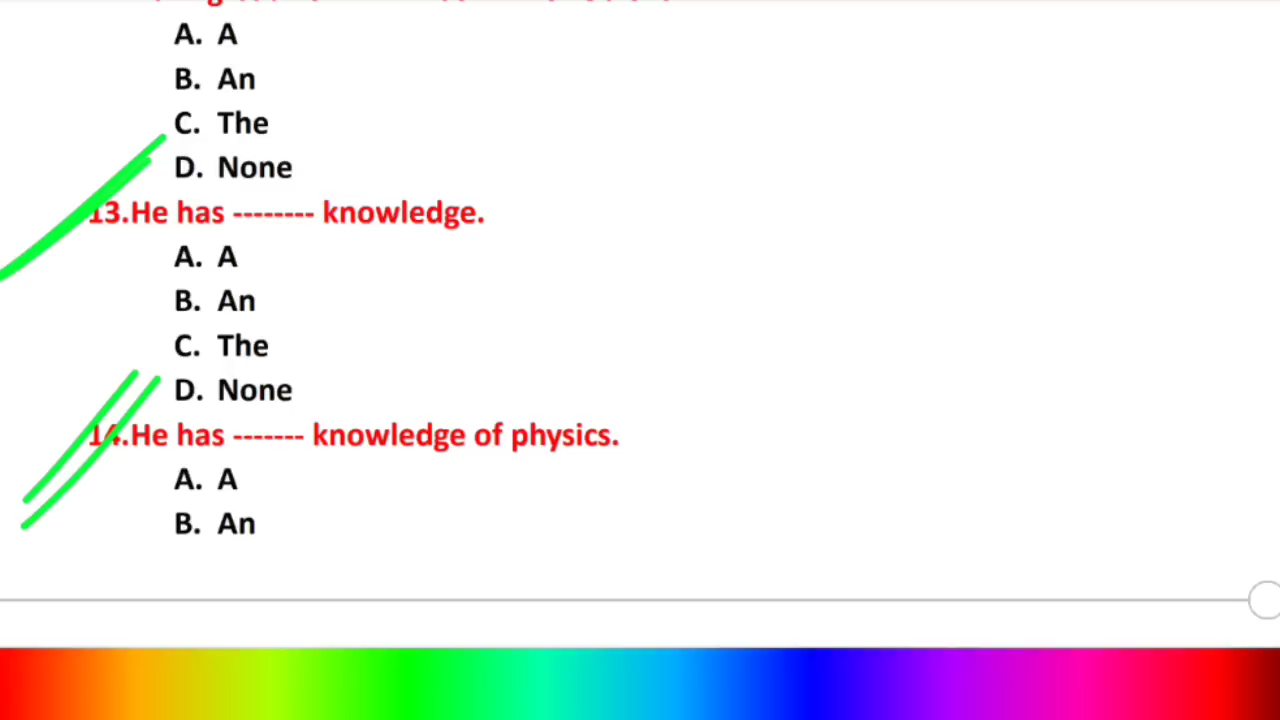 A. A
B. An
C. The
D. None
13.He has -------- knowledge.
A. A
B. An
C. The
D. None
14.He has ------- knowledge of physics.
A. A
B. An